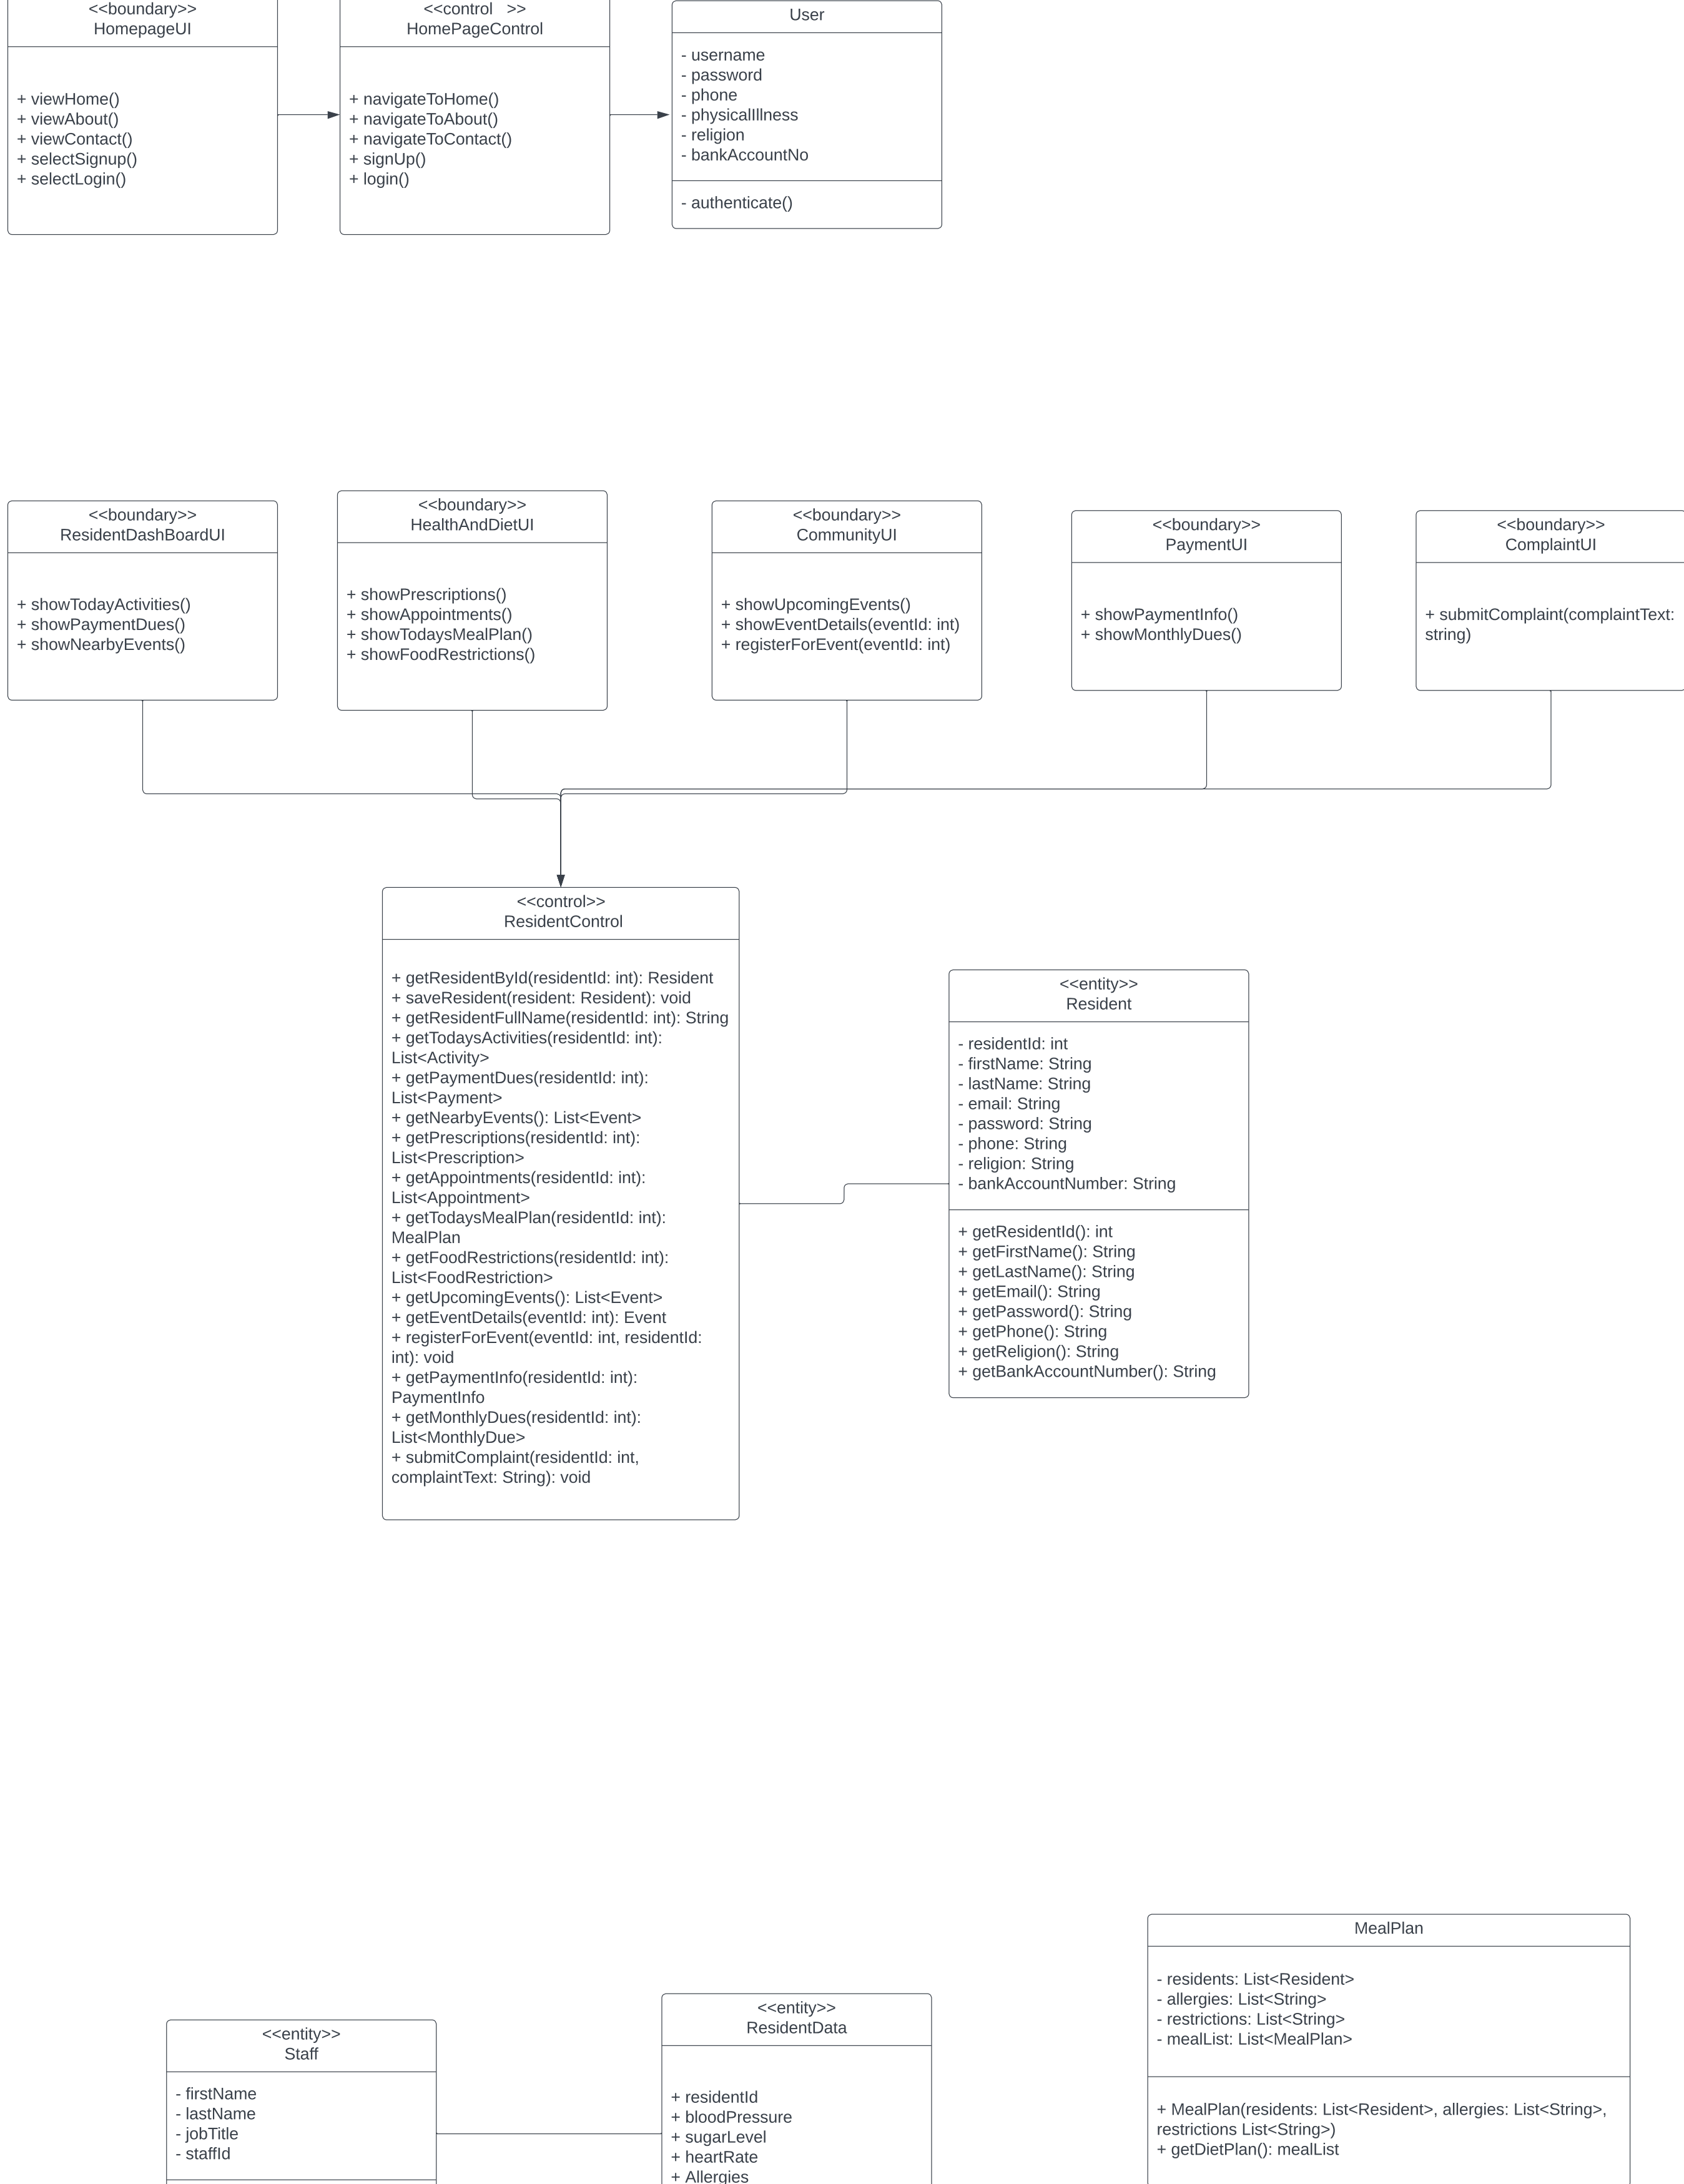 <<boundary>>
HomepageUI
+ viewHome()
+ viewAbout()
+ viewContact()
+ selectSignup()
+ selectLogin()
<<control   >>
HomePageControl
+ navigateToHome()
+ navigateToAbout()
+ navigateToContact()
+ signUp()
+ login()
User
- username
- password
- phone
- physicalIllness
- religion
- bankAccountNo
- authenticate()
<<boundary>>
ResidentDashBoardUI
+ showTodayActivities()
+ showPaymentDues()
+ showNearbyEvents()
<<boundary>>
HealthAndDietUI
+ showPrescriptions()
+ showAppointments()
+ showTodaysMealPlan()
+ showFoodRestrictions()
<<boundary>>
CommunityUI
+ showUpcomingEvents()
+ showEventDetails(eventId: int)
+ registerForEvent(eventId: int)
<<boundary>>
PaymentUI
+ showPaymentInfo()
+ showMonthlyDues()
<<boundary>>
ComplaintUI
+ submitComplaint(complaintText:
string)
<<control>>
ResidentControl
+ getResidentById(residentId: int): Resident
+ saveResident(resident: Resident): void
+ getResidentFullName(residentId: int): String
+ getTodaysActivities(residentId: int):
List<Activity>
+ getPaymentDues(residentId: int):
List<Payment>
+ getNearbyEvents(): List<Event>
+ getPrescriptions(residentId: int):
List<Prescription>
+ getAppointments(residentId: int):
List<Appointment>
+ getTodaysMealPlan(residentId: int):
MealPlan
+ getFoodRestrictions(residentId: int):
List<FoodRestriction>
+ getUpcomingEvents(): List<Event>
+ getEventDetails(eventId: int): Event
+ registerForEvent(eventId: int, residentId:
int): void
+ getPaymentInfo(residentId: int):
PaymentInfo
+ getMonthlyDues(residentId: int):
List<MonthlyDue>
+ submitComplaint(residentId: int,
complaintText: String): void
<<entity>>
Resident
- residentId: int
- firstName: String
- lastName: String
- email: String
- password: String
- phone: String
- religion: String
- bankAccountNumber: String
+ getResidentId(): int
+ getFirstName(): String
+ getLastName(): String
+ getEmail(): String
+ getPassword(): String
+ getPhone(): String
+ getReligion(): String
+ getBankAccountNumber(): String
<<entity>>
Staff
- firstName
- lastName
- jobTitle
- staffId
<<entity>>
ResidentData
+ residentId
+ bloodPressure
+ sugarLevel
+ heartRate
+ Allergies
MealPlan
- residents: List<Resident>
- allergies: List<String>
- restrictions: List<String>
- mealList: List<MealPlan>
+ MealPlan(residents: List<Resident>, allergies: List<String>,
restrictions List<String>)
+ getDietPlan(): mealList